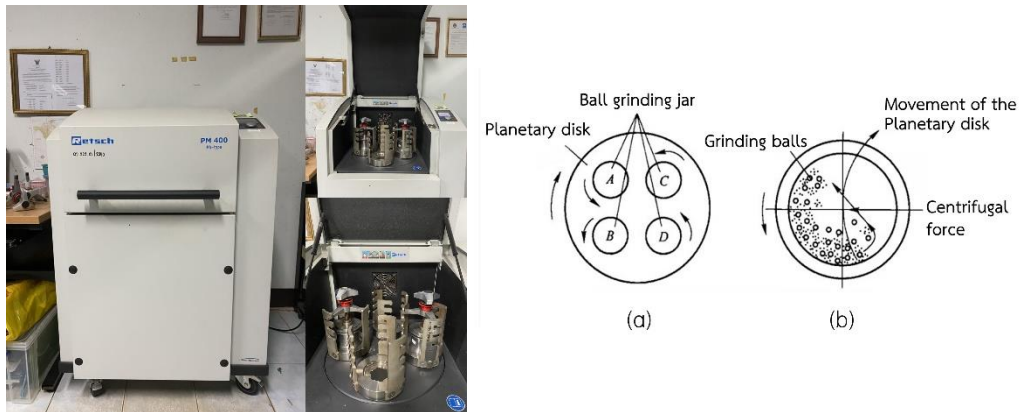 Retsch
PM 400
Ball grinding jar
Planetary disk
A
C
B
D
(a)
Movement of the
Planetary disk
Grinding balls
Centrifugal
force
(b)